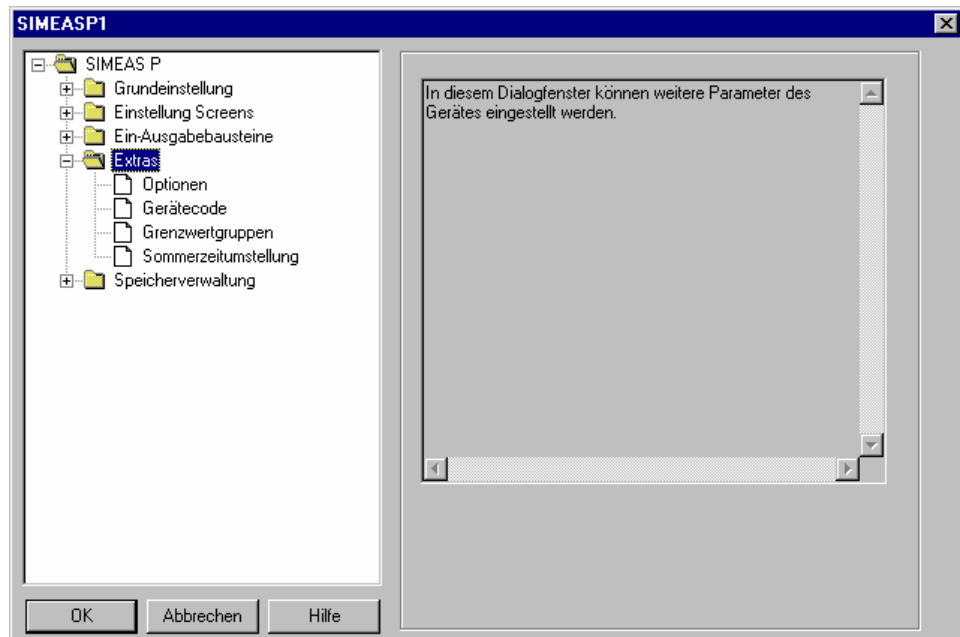 SIMEASP1
SIMEAS P
Grundeinstellung
Einstellung Screens
Ein-Ausgabebausteine
Extras
Optionen
Gerätecode
Grenzwertgruppen
Sommerzeitumstellung
Speicherverwaltung
In diesem Dialogfenster können weitere Parameter des
Gerätes eingestellt werden.
OK
Abbrechen
Hilfe